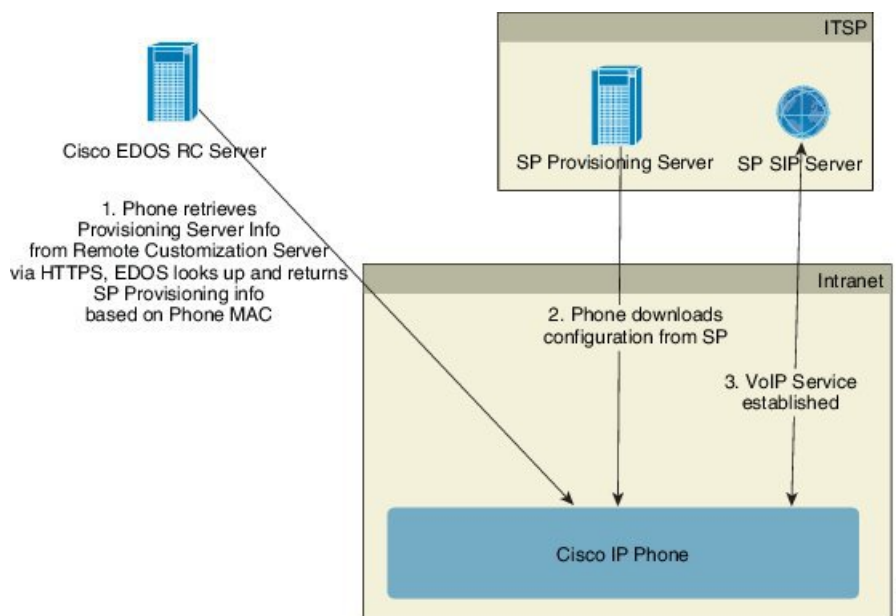 ITSP
Cisco EDOS RC Server
SP Provisioning Server
SP SIP Server
1. Phone retrieves
Provisioning Server Info
from Remote Customization Server
via HTTPS, EDOS looks up and returns
SP Provisioning info
based on Phone MAC
Intranet
2. Phone downloads
configuration from SP
3. VoIP Service
established
Cisco IP Phone